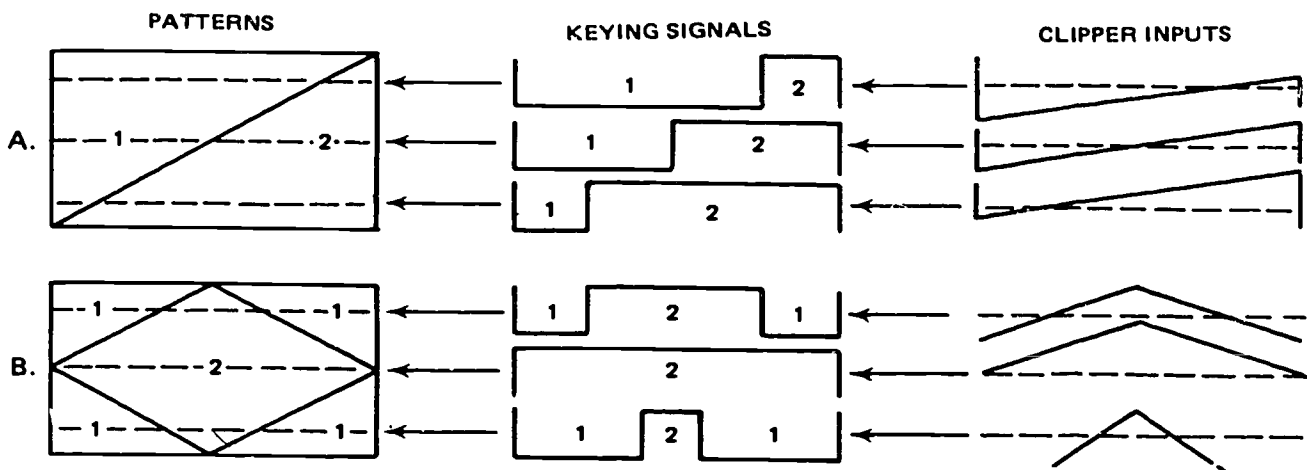 PATTERNS
KEYING SIGNALS
CLIPPER INPUTS
A.
1
2
1 2
1 2
1 2
B.
1 1
2
1 1
1 2 1
2
1 2 1